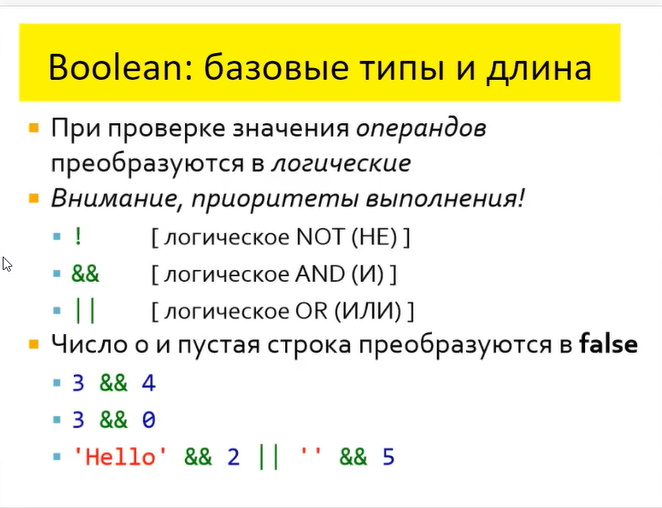 Boolean: базовые типы и длина
При проверке значения операндов
преобразуются в логические
Внимание, приоритеты выполнения!
! [ логическое NOT (НЕ) ]
&& [ логическое AND (И) ]
|| [ логическое OR (ИЛИ) ]
Число 0 и пустая строка преобразуются в false
3 && 4
3 && 0
'Hello' && 2 || '' && 5